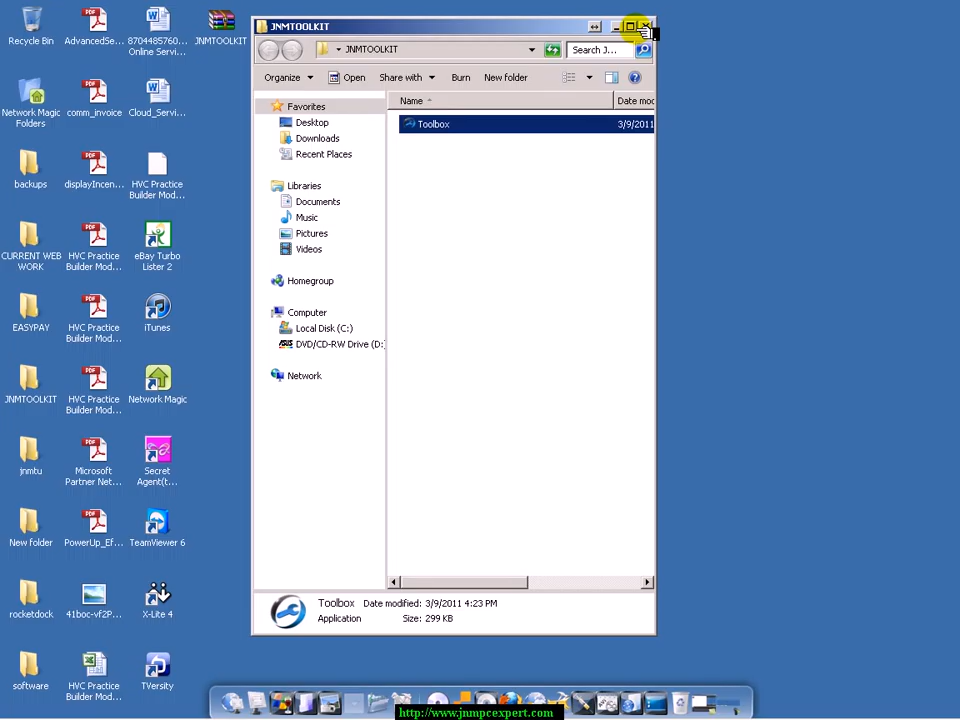 Recycle Bin
AdvancedSe...
8704485760...
Online Servi...
JNMTOOLKIT
Network Magic
Folders
comm_invoice
Cloud_Servi...
backups
displayIncen...
HVC Practice
Builder Mod...
CURRENT WEB
WORK
HVC Practice
Builder Mod...
eBay Turbo
Lister 2
EASYPAY
HVC Practice
Builder Mod...
iTunes
JNMTOOLKIT
HVC Practice
Builder Mod...
Network Magic
jnmtu
Microsoft
Partner Net...
Secret
Agent(t...
New folder
PowerUp_Ef...
TeamViewer 6
rocketdock
41boc-vf2P...
X-Lite 4
software
HVC Practice
Builder Mod...
TVersity
JNMTOOLKIT
JNMTOOLKIT
Search J...
Organize
Open
Share with
Burn
New folder
Favorites
Desktop
Downloads
Recent Places
Libraries
Documents
Music
Pictures
Videos
Homegroup
Computer
Local Disk (C:)
DVD/CD-RW Drive (D:)
Network
Name
Date mod
Toolbox
3/9/2011
Toolbox
Date modified: 3/9/2011 4:23 PM
Application
Size: 299 KB
http://www.jnmpcexpert.com